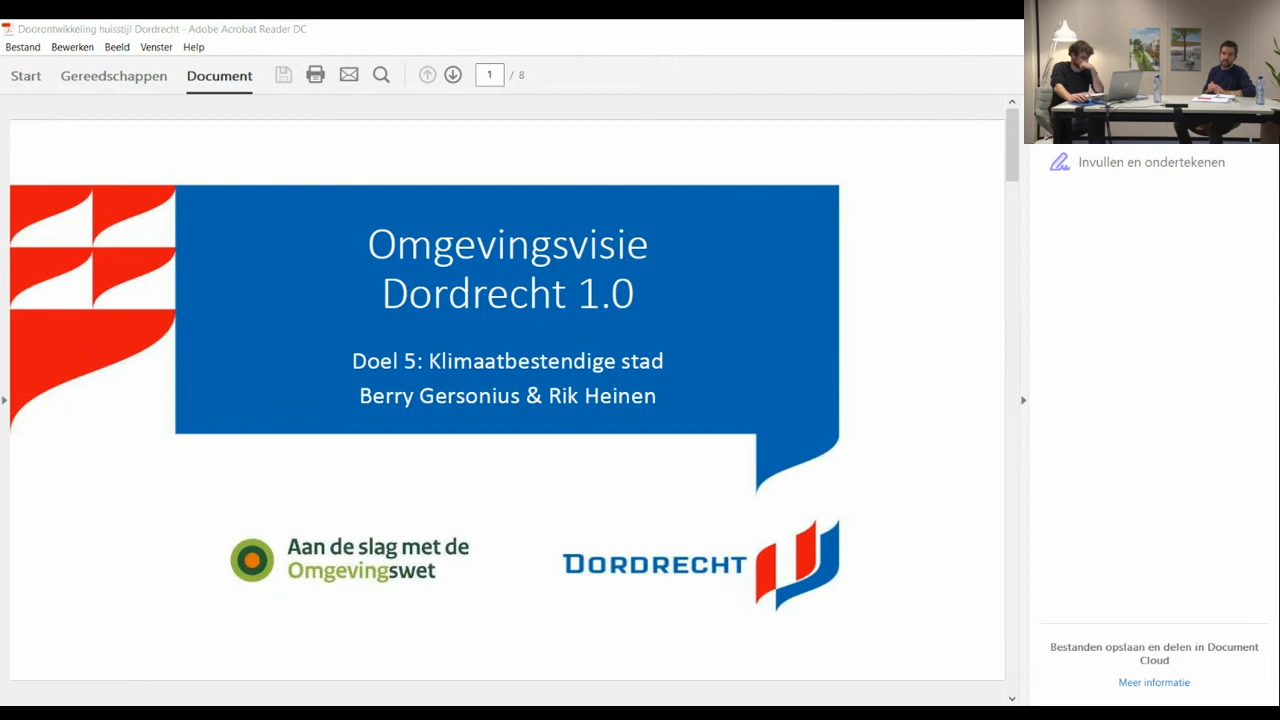 Doorontwikkeling huisstijl Dordrecht - Adobe Acrobat Reader DC
Bestand Bewerken Beeld Venster Help
Start Gereedschappen Document 1 / 8
Invullen en ondertekenen
Omgevingsvisie
Dordrecht 1.0
Doel 5: Klimaatbestendige stad
Berry Gersonius & Rik Heinen
Aan de slag met de
Omgevingswet
DORDRECHT
Bestanden opslaan en delen in Document
Cloud
Meer informatie